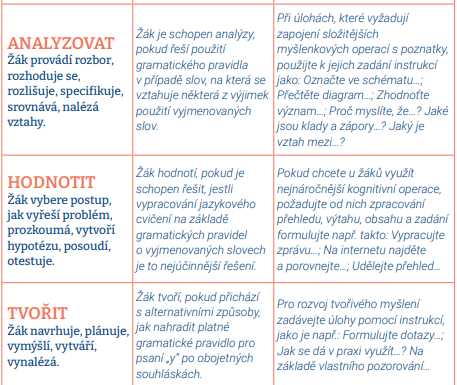 ANALYZOVAT
Žák provádí rozbor,
rozhoduje se,
rozlišuje, specifikuje,
srovnává, nalézá
vztahy.
Žák je schopen analýzy,
pokud řeší použití
gramatického pravidla
v případě slov, na která se
vztahuje některá z výjimek
použití vyjmenovaných
slov.
Při úlohách, které vyžadují
zapojení složitějších
myšlenkových operací s poznatky,
použijte k jejich zadání instrukcí
jako: Označte ve schématu…;
Přečtěte diagram…; Zhodnoťte
význam…; Proč myslíte, že…? Jaké
jsou klady a zápory…? Jaký je
vztah mezi…?
HODNOTIT
Žák vybere postup,
jak vyřeší problém,
prozkoumá, vytvoří
hypotézu, posoudí,
otestuje.
Žák hodnotí, pokud je
schopen řešit, jestli
vypracování jazykového
cvičení na základě
gramatických pravidel
o vyjmenovaných slovech
je to nejúčinnější řešení.
Pokud chcete u žáků využít
nejnáročnější kognitivní operace,
požadujte od nich zpracování
přehledu, výtahu, obsahu a zadání
formulujte např. takto: Vypracujte
zprávu…; Na internetu najděte
a porovnejte…; Udělejte přehled…
TVOŘIT
Žák navrhuje, plánuje,
vymýšlí, vytváří,
vynalézá.
Žák tvoří, pokud přichází
s alternativními způsoby,
jak nahradit platné
gramatické pravidlo pro
psaní „y" po obojetných
souhláskách.
Pro rozvoj tvořivého myšlení
zadávejte úlohy pomocí instrukcí,
jako je např.: Formulujte dotazy…;
Jak se dá v praxi využít…? Na
základě vlastního pozorování…